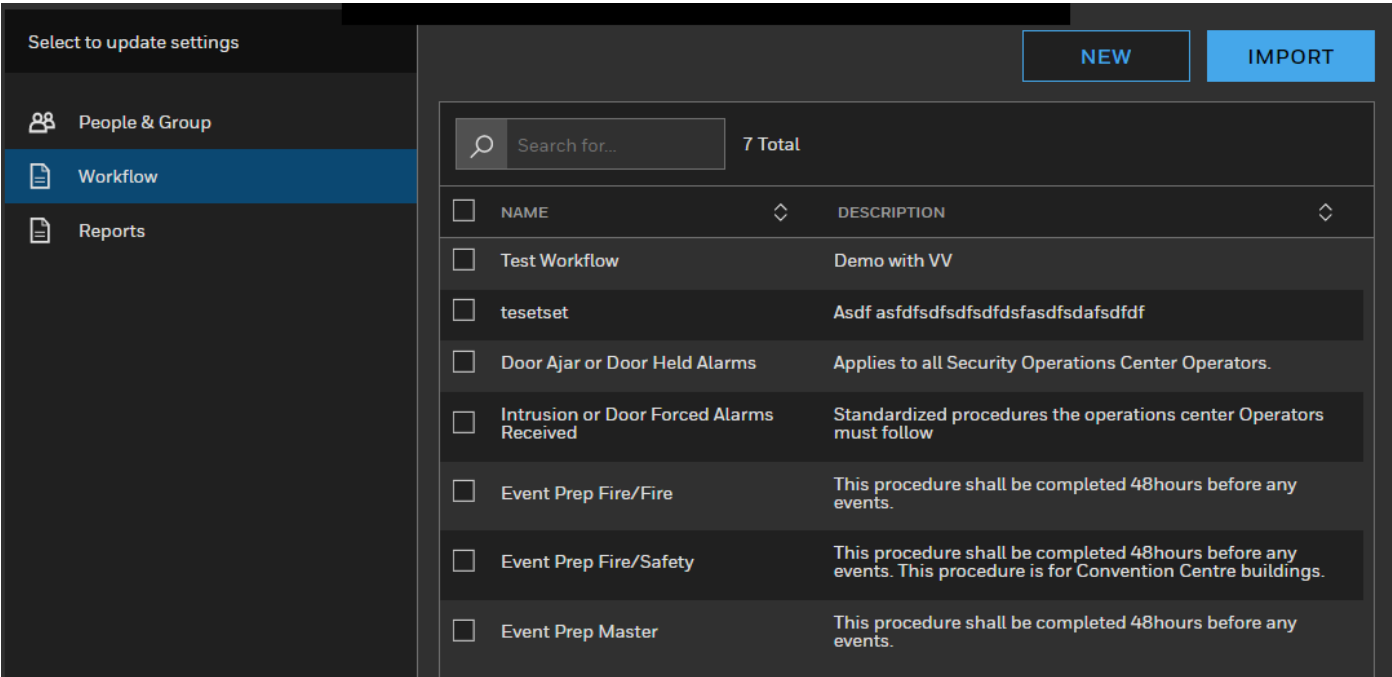 Select to update settings
NEW
IMPORT
People & Group
Workflow
Reports
Search for...
7 Total
NAME
DESCRIPTION
Test Workflow
Demo with VV
tesetset
Asdf asfdfsdfsdfsdfdsfasdfsdafsdfdf
Door Ajar or Door Held Alarms
Applies to all Security Operations Center Operators.
Intrusion or Door Forced Alarms
Received
Standardized procedures the operations center Operators
must follow
Event Prep Fire/Fire
This procedure shall be completed 48hours before any
events.
Event Prep Fire/Safety
This procedure shall be completed 48hours before any
events. This procedure is for Convention Centre buildings.
Event Prep Master
This procedure shall be completed 48hours before any
events.